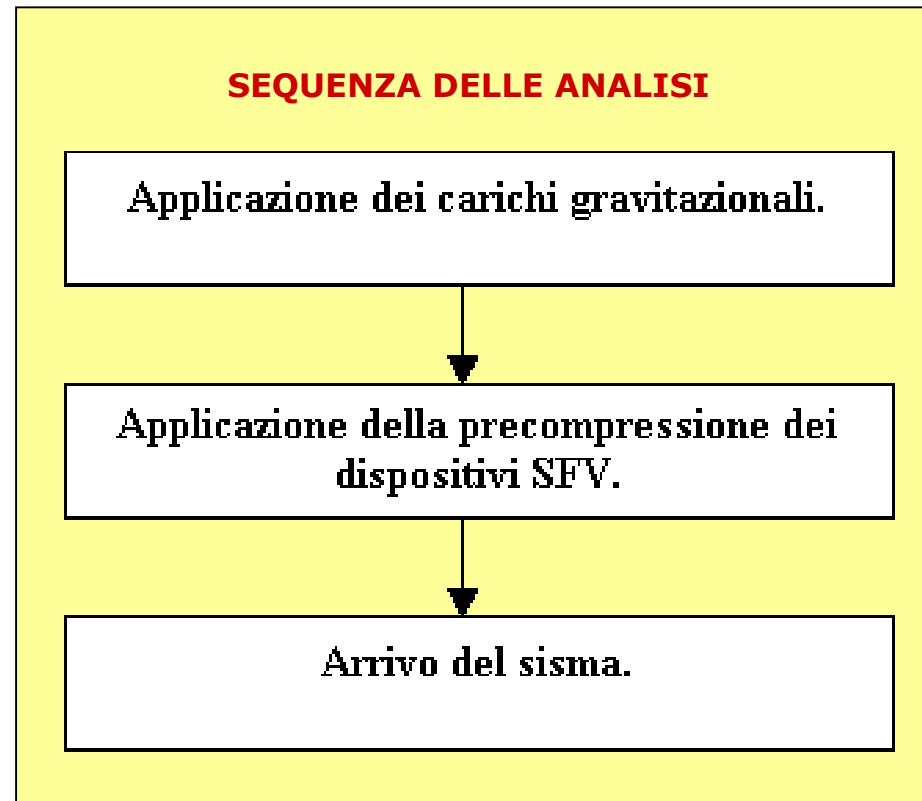 SEQUENZA DELLE ANALISI
Applicazione dei carichi gravitazionali.
Applicazione della precompressione dei
dispositivi SFV.
Arrivo del sisma.